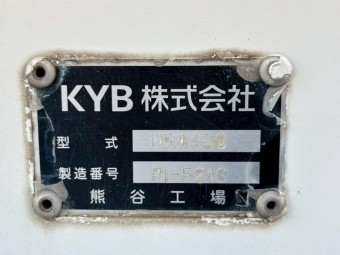 KYB 株式会社
型 式
製造番号
熊 谷 工 場